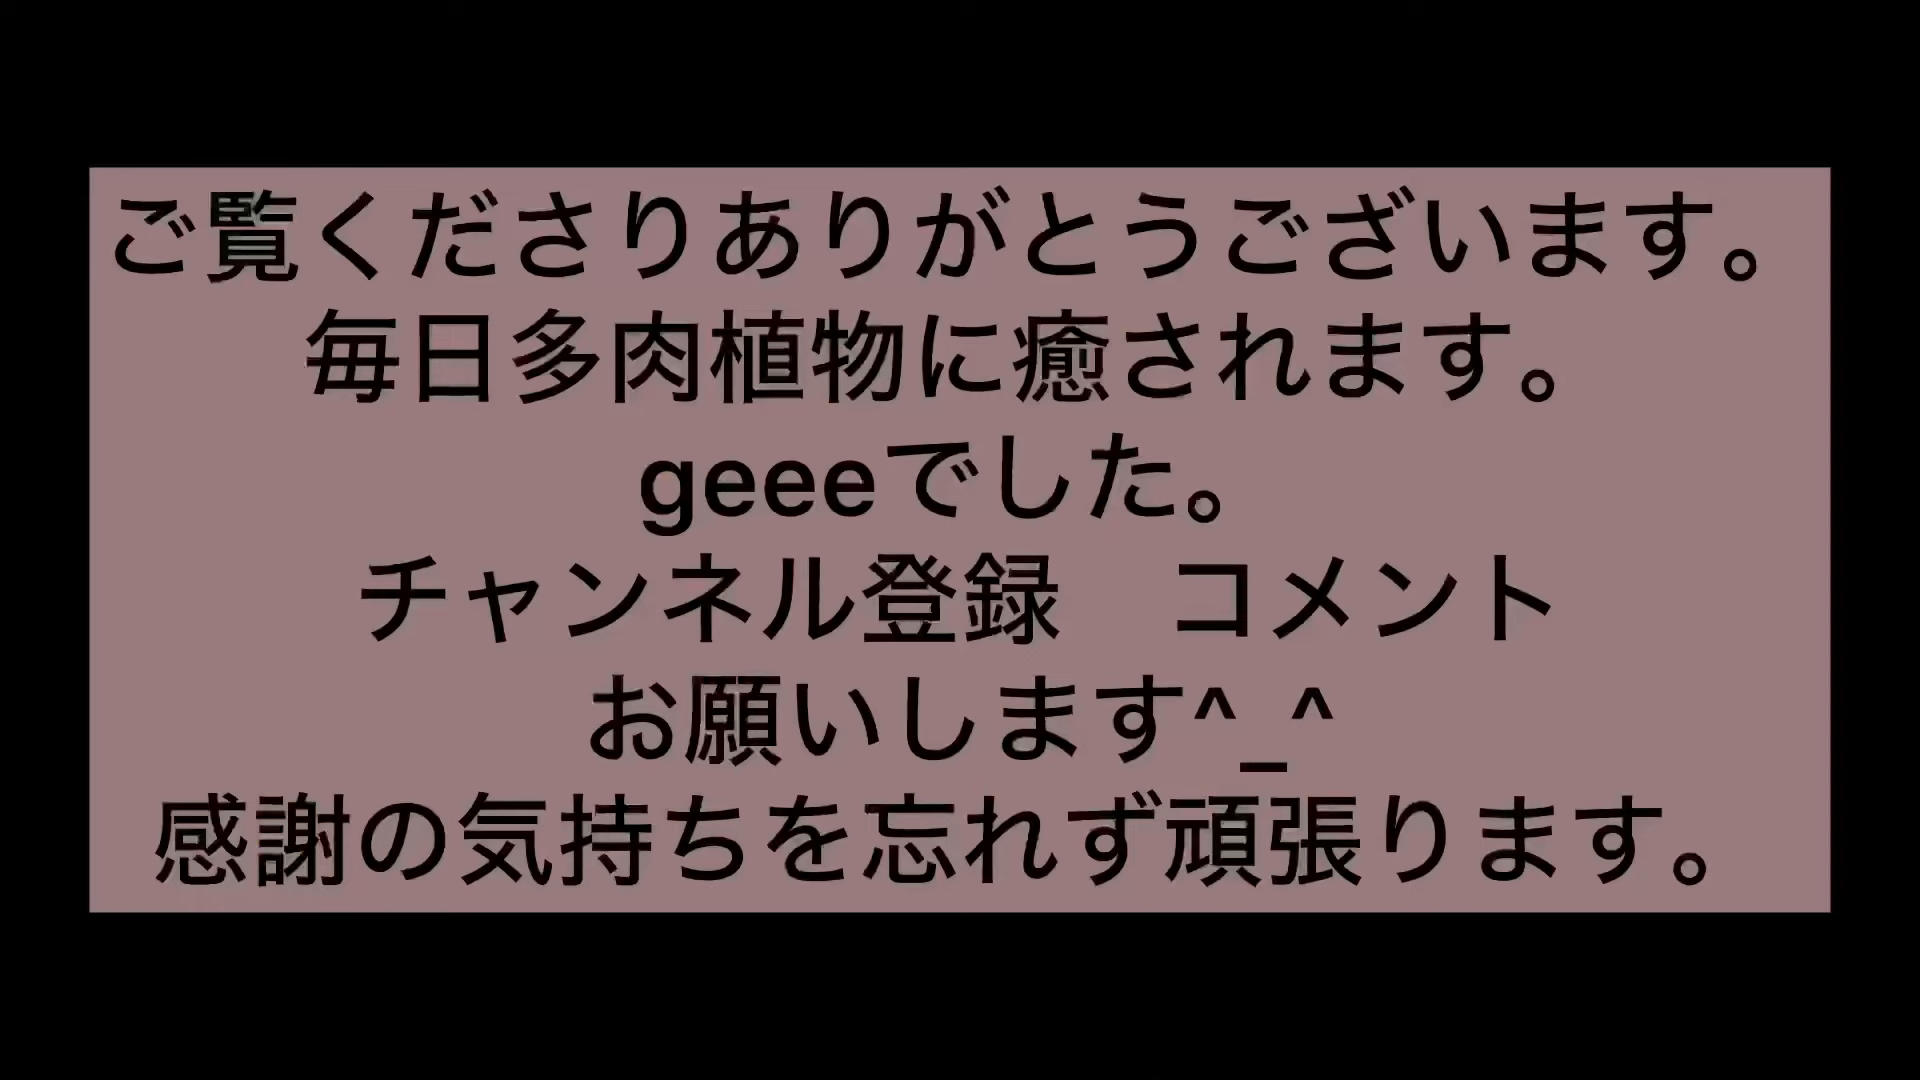 ご覧くださりありがとうございます。
毎日多肉植物に癒されます。
geeeでした。
チャンネル登録　コメント
お願いします^_^
感謝の気持ちを忘れず頑張ります。